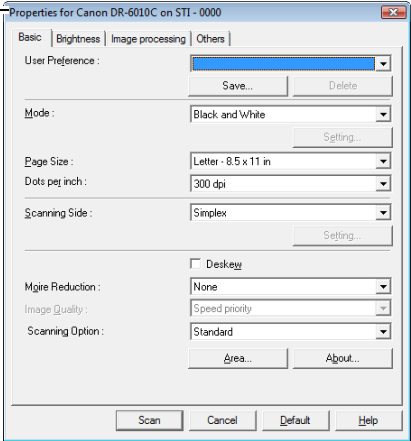 Properties for Canon DR-6010C on STI - 0000
Basic Brightness Image processing Others
User Preference :
Save... Delete
Mode : Black and White
Setting...
Page Size : Letter - 8.5 x 11 in
Dots per inch : 300 dpi
Scanning Side : Simplex
Setting...
Deskew
Moire Reduction : None
Image Quality : Speed priority
Scanning Option : Standard
Area... About...
Scan Cancel Default Help